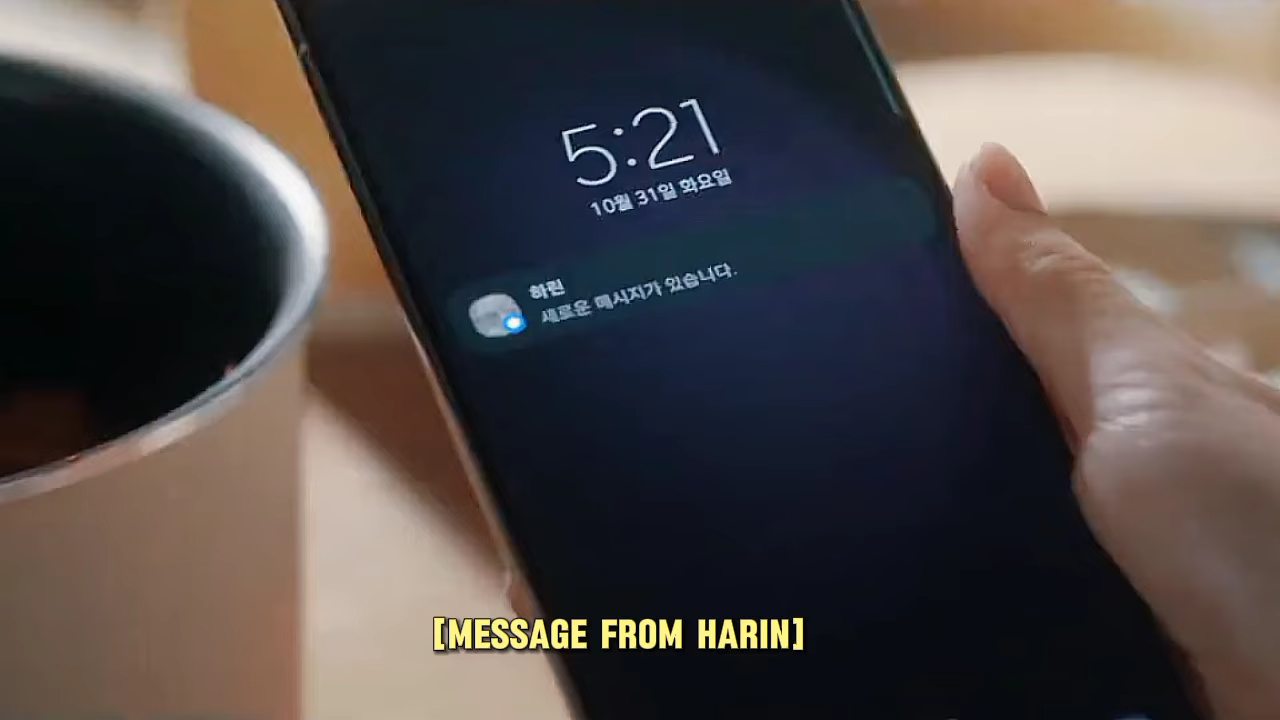 5:21
10월 31일 화요일
하린
새로운 메시지가 있습니다.
[MESSAGE FROM HARIN]